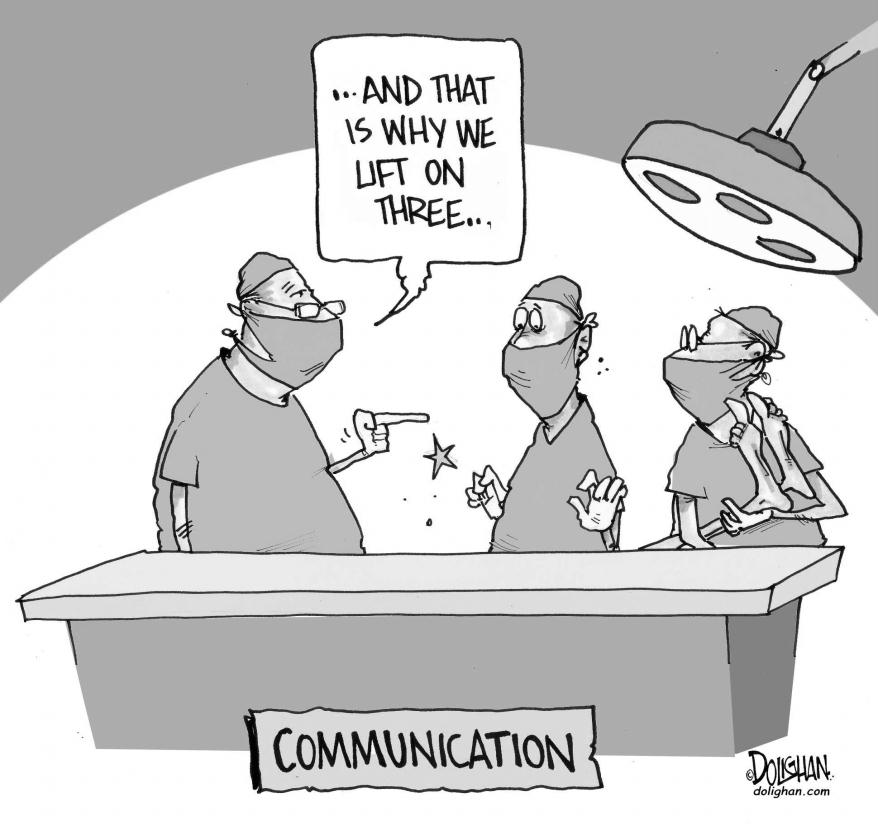 ...AND THAT
IS WHY WE
LIFT ON
THREE...
COMMUNICATION
©DOLIGHAN.
dolighan.com